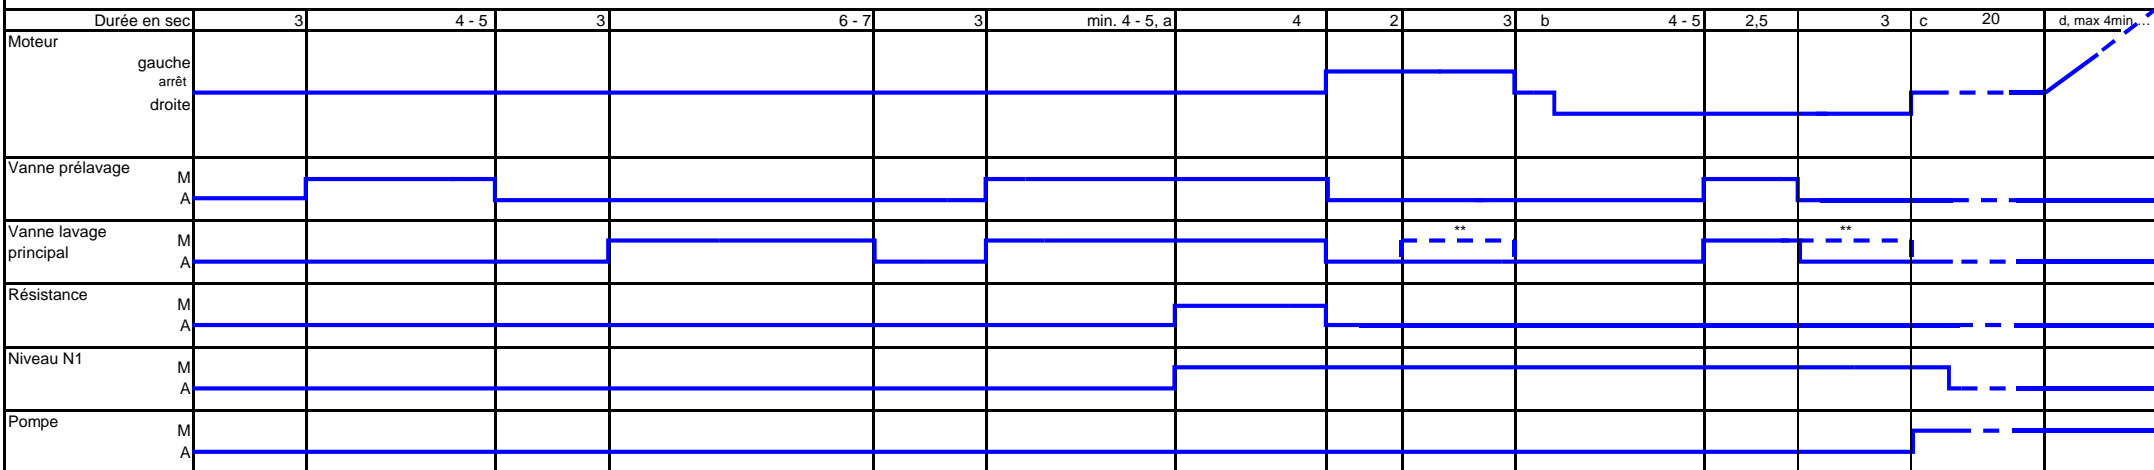 Durée en sec 3 4 - 5 3 6 - 7 3 min. 4 - 5, a 4 2 3 b 4 - 5 2,5 3 c 20 d, max 4min....
Moteur
gauche
arrêt
droite
Vanne prélavage
M
A
Vanne lavage
principal
M
A
** **
Résistance
M
A
Niveau N1
M
A
Pompe
M
A